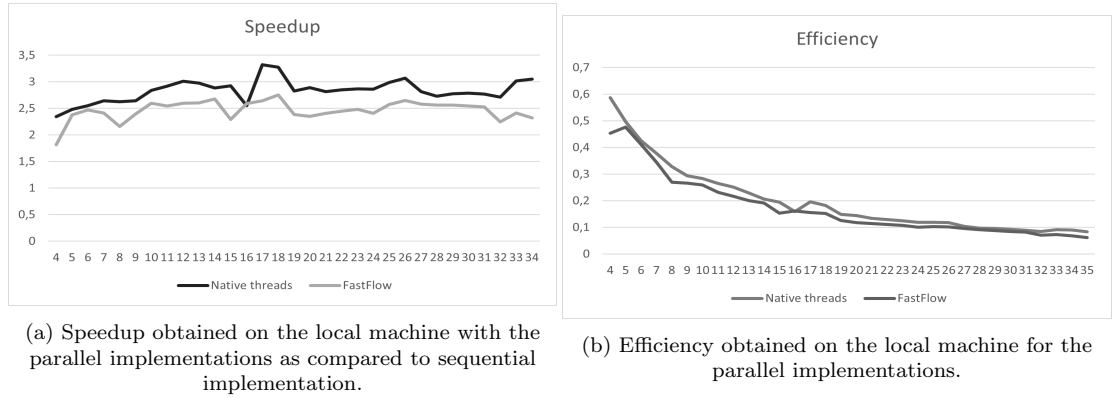 Speedup
3,5
3
2,5
2
1,5
1
0,5
0
4 5 6 7 8 9 10 11 12 13 14 15 16 17 18 19 20 21 22 23 24 25 26 27 28 29 30 31 32 33 34
Native threads FastFlow
(a) Speedup obtained on the local machine with the
parallel implementations as compared to sequential
implementation.
Efficiency
0,7
0,6
0,5
0,4
0,3
0,2
0,1
0
4 5 6 7 8 9 10 11 12 13 14 15 16 17 18 19 20 21 22 23 24 25 26 27 28 29 30 31 32 33 34 35
Native threads FastFlow
(b) Efficiency obtained on the local machine for the
parallel implementations.